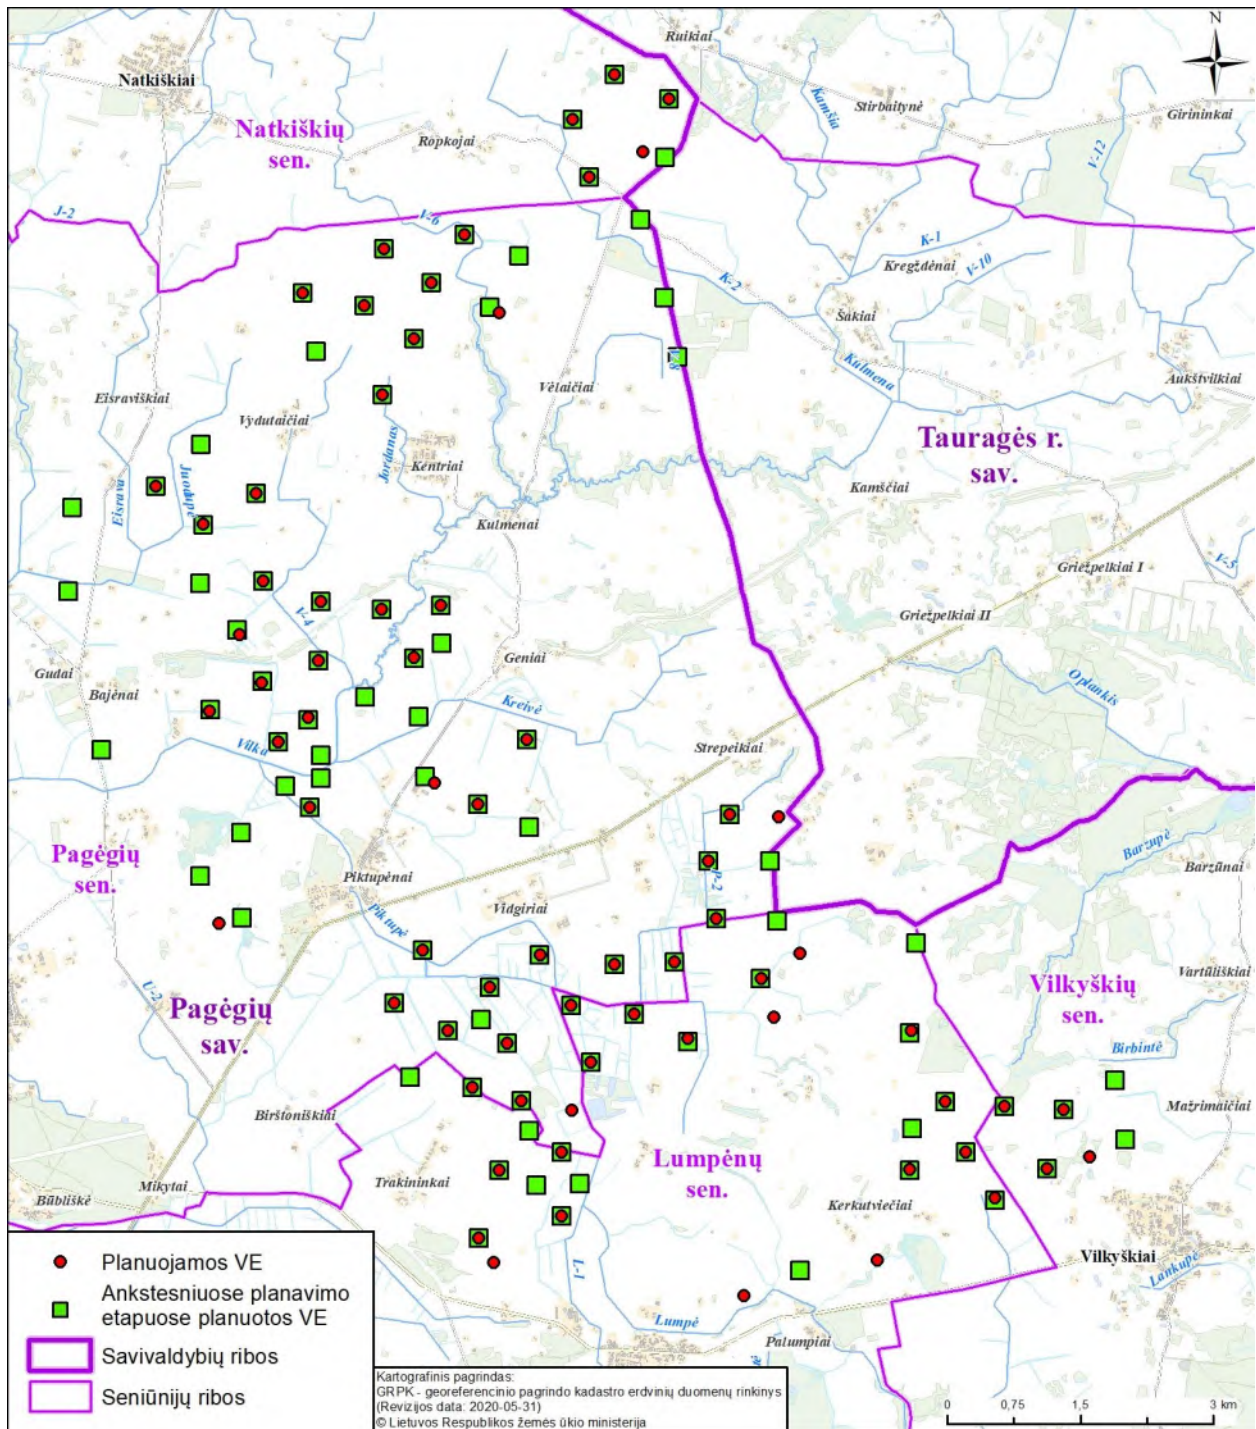 N
Ruikiai
Natkiškiai
Kamšia
Stirbaitynė
Girininkai
Natkiškių
sen.
Ropkojai
V-12
J-2
V-6
K-1
Kregždėnai
V-10
K-2
Šakiai
V-8
Kulmena
Aukštvilkiai
Vėlaičiai
Eisraviškiai
Vydutaičiai
Jordanas
Kentriai
Tauragės r.
sav.
Juodupė
Eisrava
Kamščiai
Kulmenai
Griežpelkiai I
V-5
V-4
Griežpelkiai II
Gudai
Bajėnai
Geniai
Oplankis
Kreivė
Vilka
Strepeikiai
Pagėgių
sen.
Barzupė
Barzūnai
Piktupėnai
P-2
Piktupė
Vidgiriai
U-2
Vilkyškių
sen.
Vartūliškiai
Pagėgių
sav.
Birbintė
Birštoniškiai
Mažrimaičiai
Lumpėnų
sen.
Trakininkai
Mikytai
Būbliškė
Kerkutviečiai
Vilkyškiai
Lankupė
L-1
Lumpė
Palumpiai
Planuojamos VE
Ankstesniuose planavimo
etapuose planuotos VE
Savivaldybių ribos
Seniūnijų ribos
Kartografinis pagrindas:
GRPK - georeferencinio pagrindo kadastro erdvinių duomenų rinkinys
(Revizijos data: 2020-05-31)
© Lietuvos Respublikos žemės ūkio ministerija
0 0,75 1,5 3 km